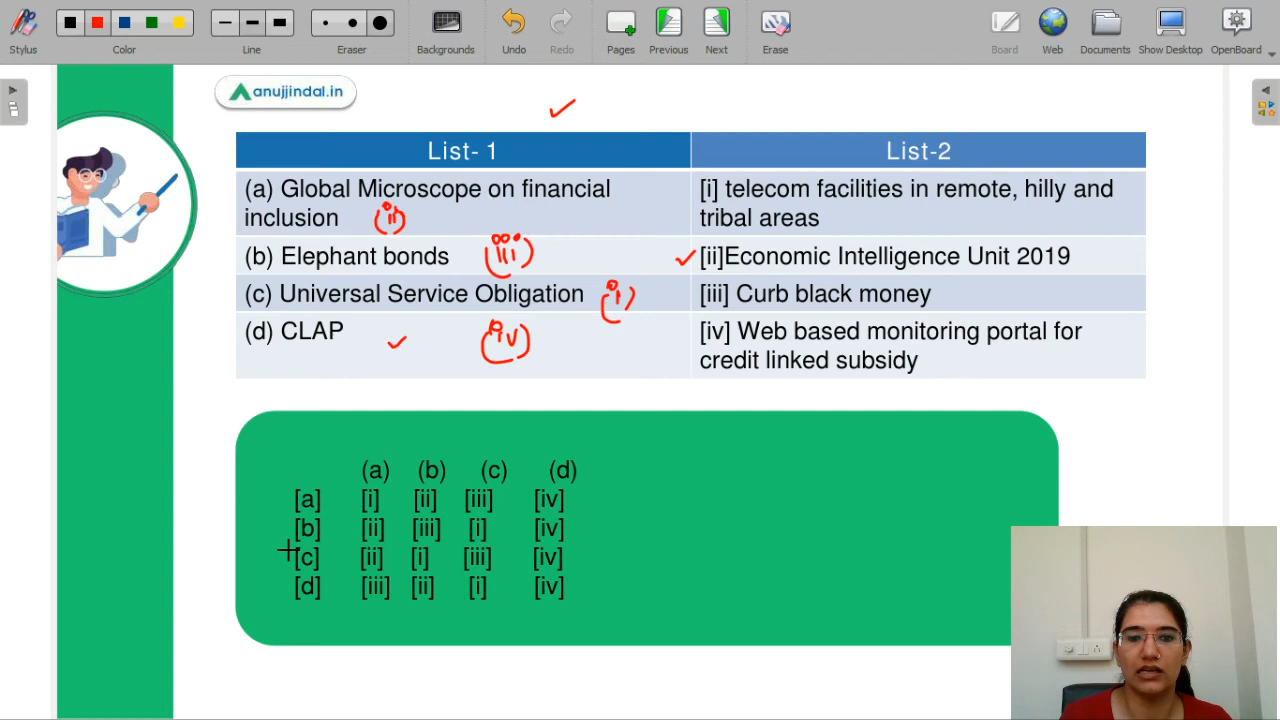 Stylus
Color
Line
Eraser
Backgrounds
Undo
Redo
Pages
Previous
Next
Erase
Board
Web
Documents
Show Desktop
OpenBoard
anujjindal.in
List- 1
List-2
(a) Global Microscope on financial
inclusion (ii)
[i] telecom facilities in remote, hilly and
tribal areas
(b) Elephant bonds (iii)
[ii]Economic Intelligence Unit 2019
(c) Universal Service Obligation (i)
[iii] Curb black money
(d) CLAP (iv)
[iv] Web based monitoring portal for
credit linked subsidy
(a) (b) (c) (d)
[a] [i] [ii] [iii] [iv]
[b] [ii] [iii] [i] [iv]
[c] [ii] [i] [iii] [iv]
[d] [iii] [ii] [i] [iv]